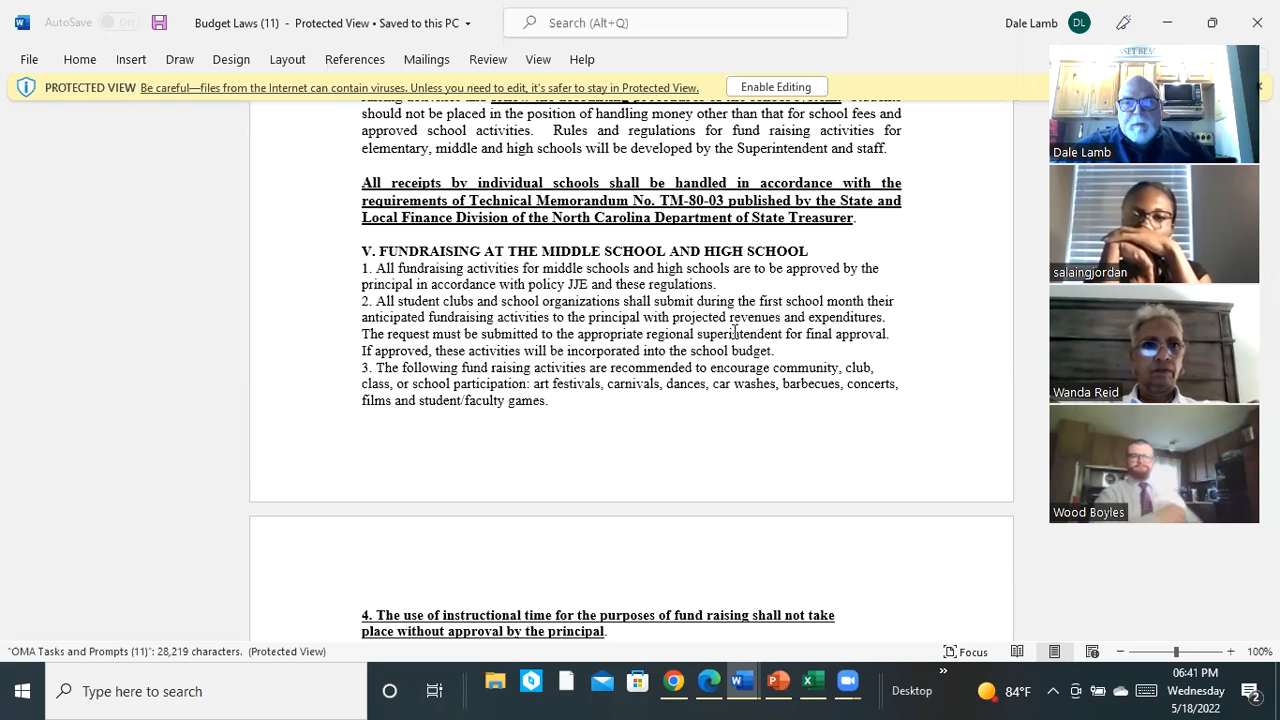 AutoSave Off Budget Laws (11) - Protected View • Saved to this PC Search (Alt+Q) Dale Lamb DL
File Home Insert Draw Design Layout References Mailings Review View Help
PROTECTED VIEW Be careful—files from the Internet can contain viruses. Unless you need to edit, it's safer to stay in Protected View. Enable Editing
should not be placed in the position of handling money other than that for school fees and
approved school activities. Rules and regulations for fund raising activities for
elementary, middle and high schools will be developed by the Superintendent and staff.
All receipts by individual schools shall be handled in accordance with the
requirements of Technical Memorandum No. TM-80-03 published by the State and
Local Finance Division of the North Carolina Department of State Treasurer.
V. FUNDRAISING AT THE MIDDLE SCHOOL AND HIGH SCHOOL
1. All fundraising activities for middle schools and high schools are to be approved by the
principal in accordance with policy JJE and these regulations.
2. All student clubs and school organizations shall submit during the first school month their
anticipated fundraising activities to the principal with projected revenues and expenditures.
The request must be submitted to the appropriate regional superintendent for final approval.
If approved, these activities will be incorporated into the school budget.
3. The following fund raising activities are recommended to encourage community, club,
class, or school participation: art festivals, carnivals, dances, car washes, barbecues, concerts,
films and student/faculty games.
4. The use of instructional time for the purposes of fund raising shall not take
place without approval by the principal.
Dale Lamb
salaingjordan
Wanda Reid
Wood Boyles
"OMA Tasks and Prompts (11)": 28,219 characters. (Protected View) Focus 100%
Type here to search Desktop 84°F 06:41 PM
Wednesday
5/18/2022
2